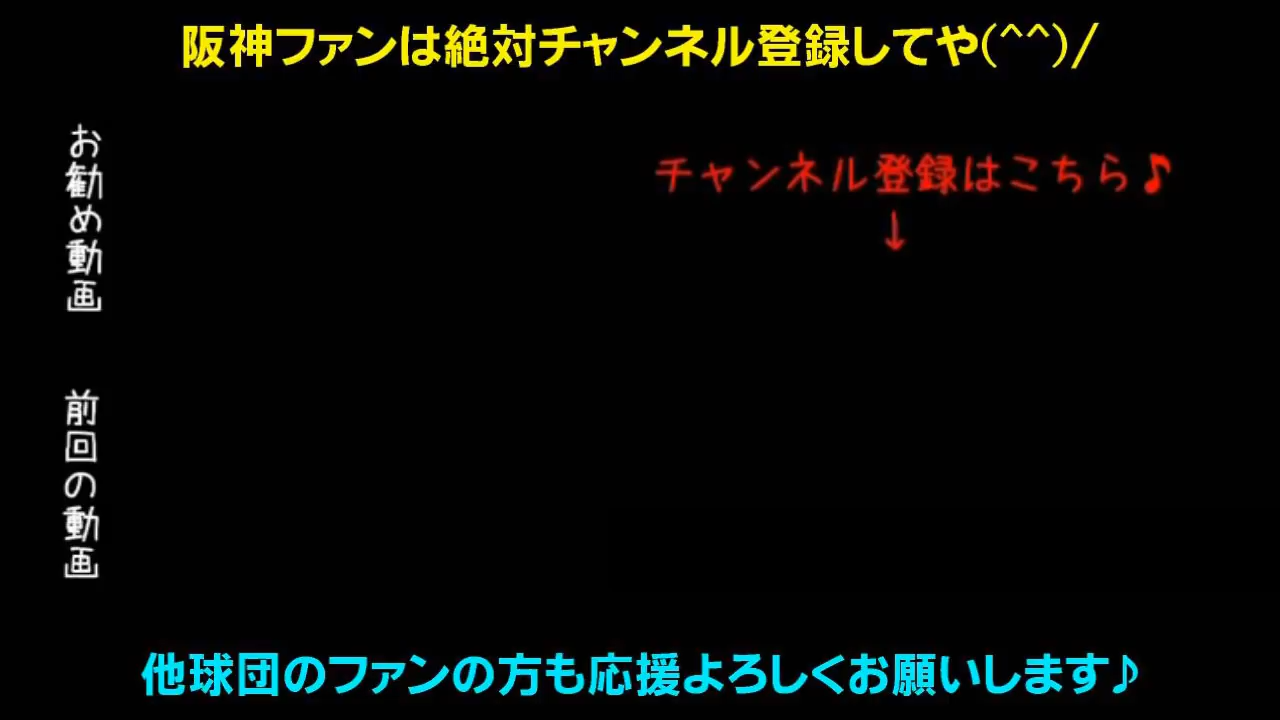 阪神ファンは絶対チャンネル登録してや(^^)/
お勧め動画
チャンネル登録はこちら♪
↓
前回の動画
他球団のファンの方も応援よろしくお願いします♪